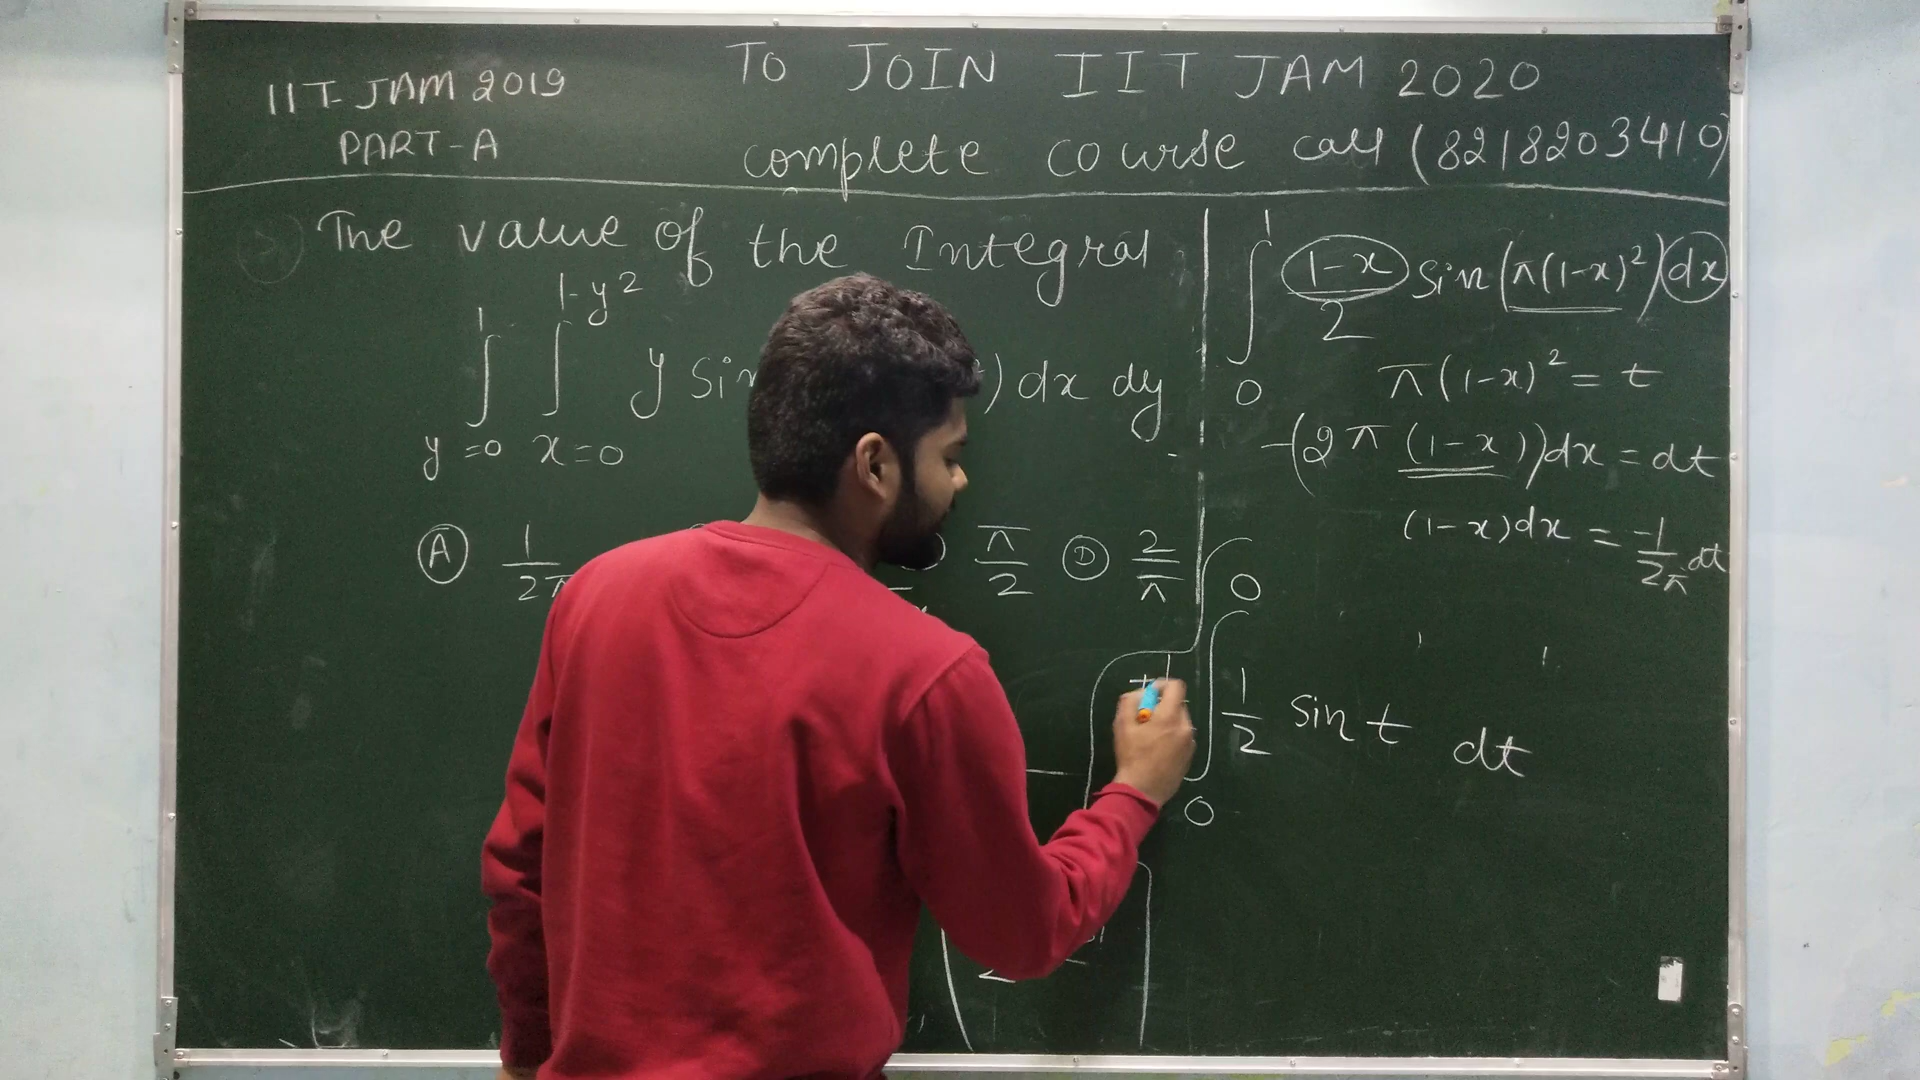 IIT-JAM 2019
PART-A
TO JOIN IIT JAM 2020
complete course call (8218203410)
The value of the Integral
∫ ∫ y sin ) dx dy
1 1-y²
y=0 x=0
Ⓐ 1/2π π/2 Ⓓ 2/π
∫₀¹ (1-x)/2 Sin(π(1-x)²)dx
π(1-x)² = t
-(2π(1-x))dx = dt
(1-x)dx = -1/2π dt
0
∫ 1/2 sin t dt
0